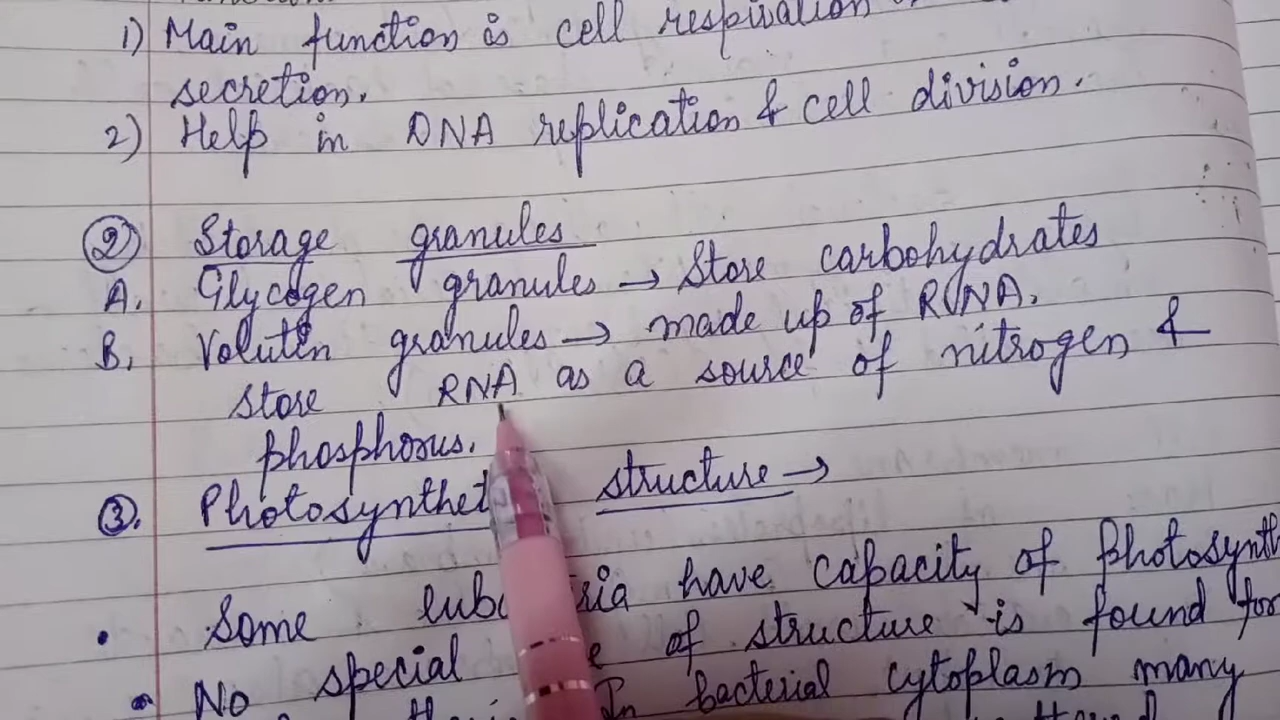 1) Main function is cell respiration
secretion.
2) Help in DNA replication & cell division.
② Storage granules
A. Glycogen granules → Store carbohydrates
B. Volutin granules → made up of RNA.
store RNA as a source of nitrogen &
phosphorus.
③. Photosynthet structure →
• Some have capacity of photosynth
• No special of structure is found for
In bacterial cytoplasm many